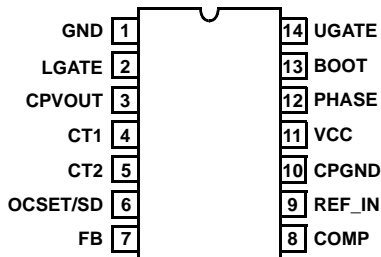 GND 1 14 UGATE
LGATE 2 13 BOOT
CPVOUT 3 12 PHASE
CT1 4 11 VCC
CT2 5 10 CPGND
OCSET/SD 6 9 REF_IN
FB 7 8 COMP